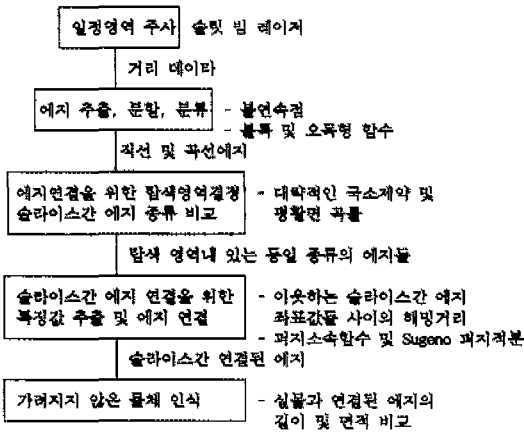 일정영역 주사 슬릿 빔 레이저
거리 데이타
에지 추출, 분할, 분류 - 불연속점
- 볼록 및 오목형 함수
직선 및 곡선에지
에지연결을 위한 탐색영역결정 - 대략적인 국소제약 및
슬라이스간 에지 종류 비교 평활면 곡률
탐색 영역내 있는 동일 종류의 에지들
슬라이스간 에지 연결을 위한 - 이웃하는 슬라이스간 에지
특징값 추출 및 에지 연결 좌표값들 사이의 해밍거리
- 퍼지소속함수 및 Sugeno 퍼지적분
슬라이스간 연결된 에지
가려지지 않은 물체 인식 - 실물과 연결된 에지의
길이 및 면적 비교